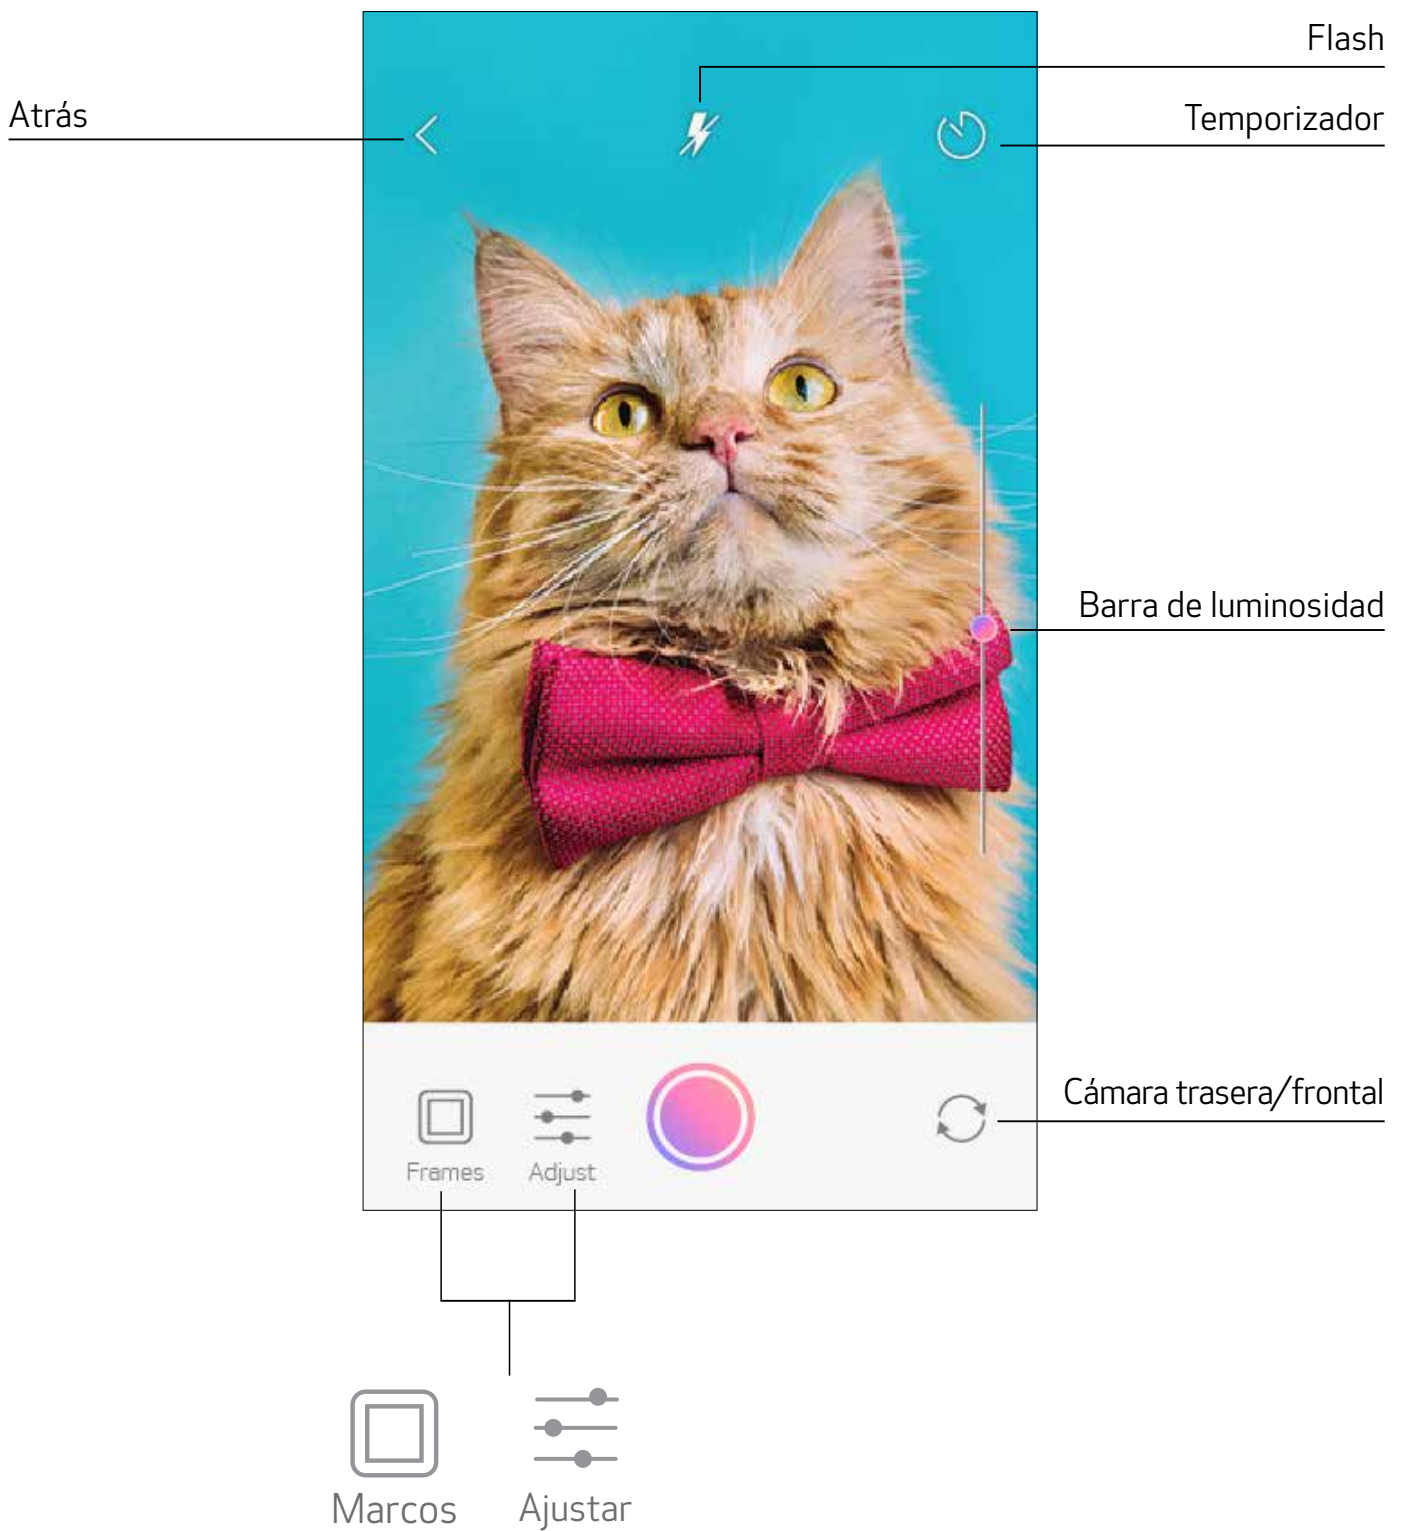 Flash
Atrás
Temporizador
Barra de luminosidad
Cámara trasera/frontal
Frames
Adjust
Marcos
Ajustar